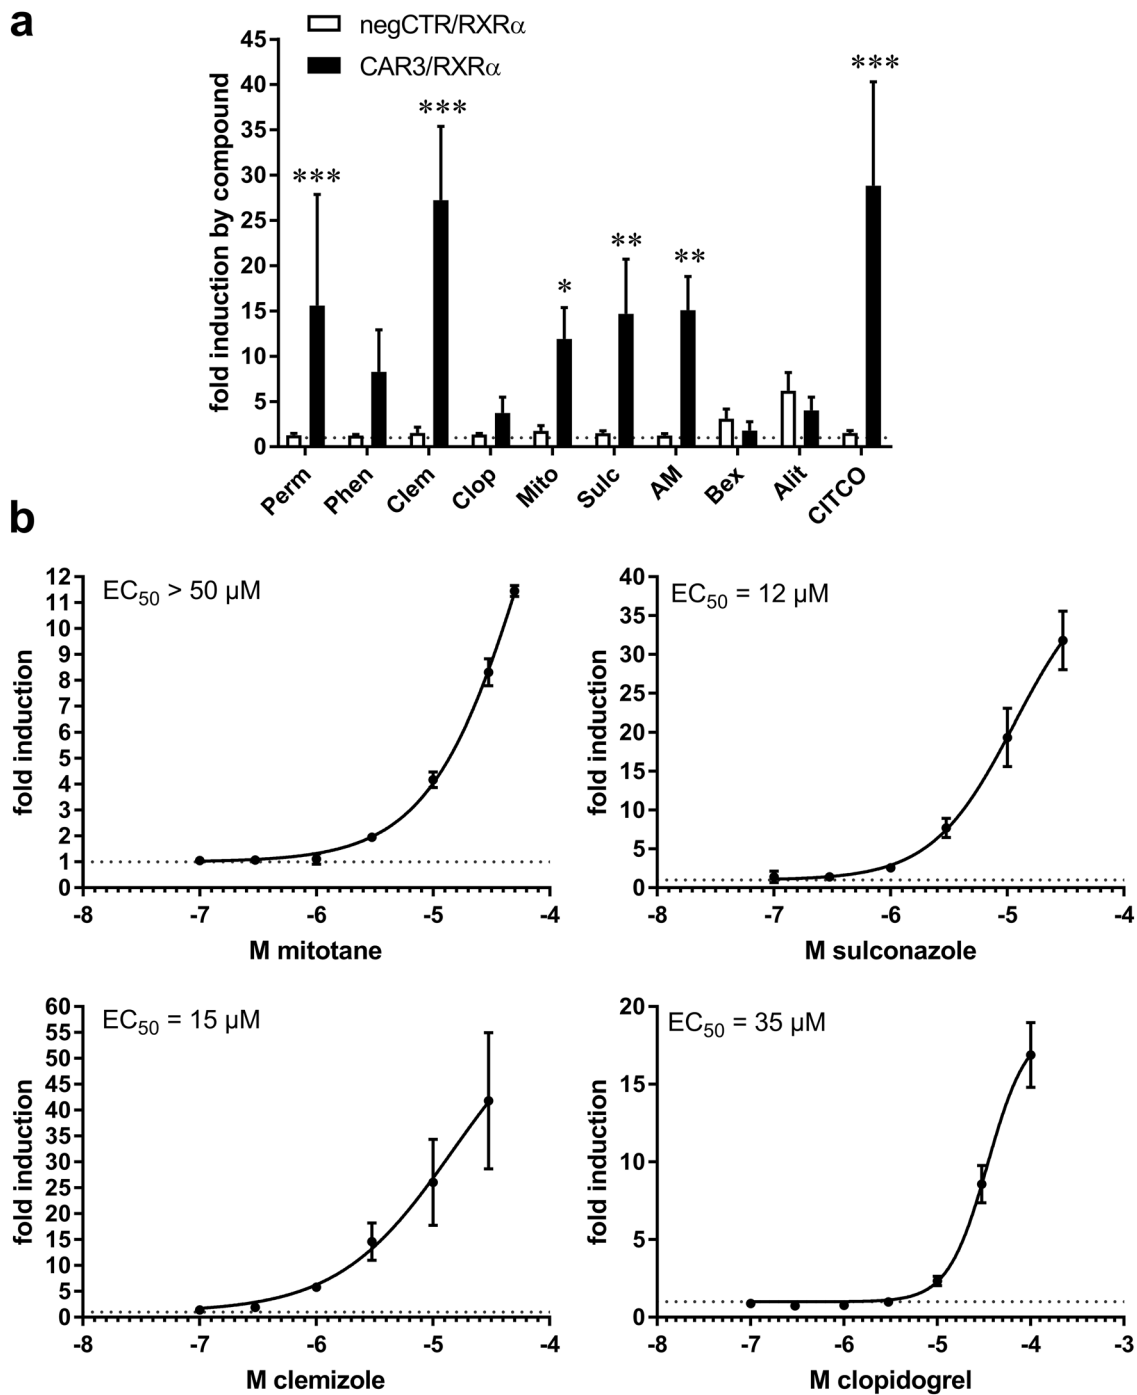 a
negCTR/RXRα
CAR3/RXRα
fold induction by compound
45
40
35
30
25
20
15
10
5
0
***
***
*
**
**
***
Perm Phen Clem Clop Mito Sulc AM Bex Alit CITCO
b
EC50 > 50 µM
fold induction
12
11
10
9
8
7
6
5
4
3
2
1
0
-8 -7 -6 -5 -4
M mitotane
EC50 = 12 µM
fold induction
40
35
30
25
20
15
10
5
0
-8 -7 -6 -5 -4
M sulconazole
EC50 = 15 µM
fold induction
60
55
50
45
40
35
30
25
20
15
10
5
0
-8 -7 -6 -5 -4
M clemizole
EC50 = 35 µM
fold induction
20
15
10
5
0
-8 -7 -6 -5 -4 -3
M clopidogrel